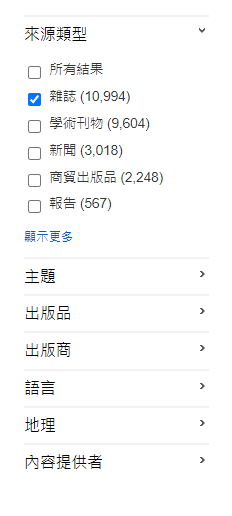 來源類型
所有結果
雜誌 (10,994)
學術刊物 (9,604)
新聞 (3,018)
商貿出版品 (2,248)
報告 (567)
顯示更多
主題
出版品
出版商
語言
地理
內容提供者